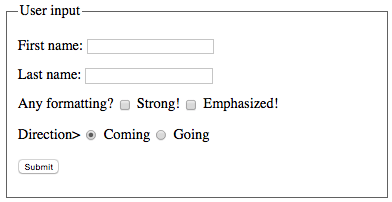 User input
First name:
Last name:
Any formatting? Strong! Emphasized!
Direction> Coming Going
Submit